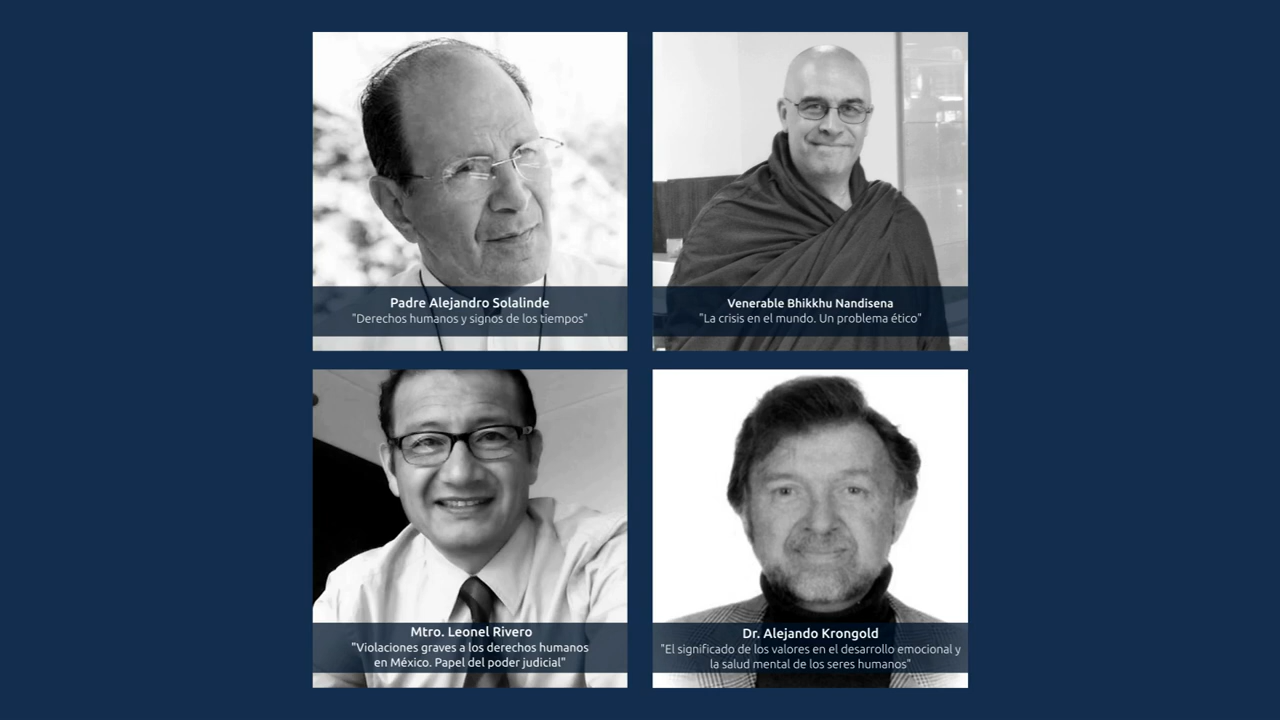 Padre Alejandro Solalinde
"Derechos humanos y signos de los tiempos"
Venerable Bhikkhu Nandisena
"La crisis en el mundo. Un problema ético"
Mtro. Leonel Rivero
"Violaciones graves a los derechos humanos
en México. Papel del poder judicial"
Dr. Alejando Krongold
"El significado de los valores en el desarrollo emocional y
la salud mental de los seres humanos"